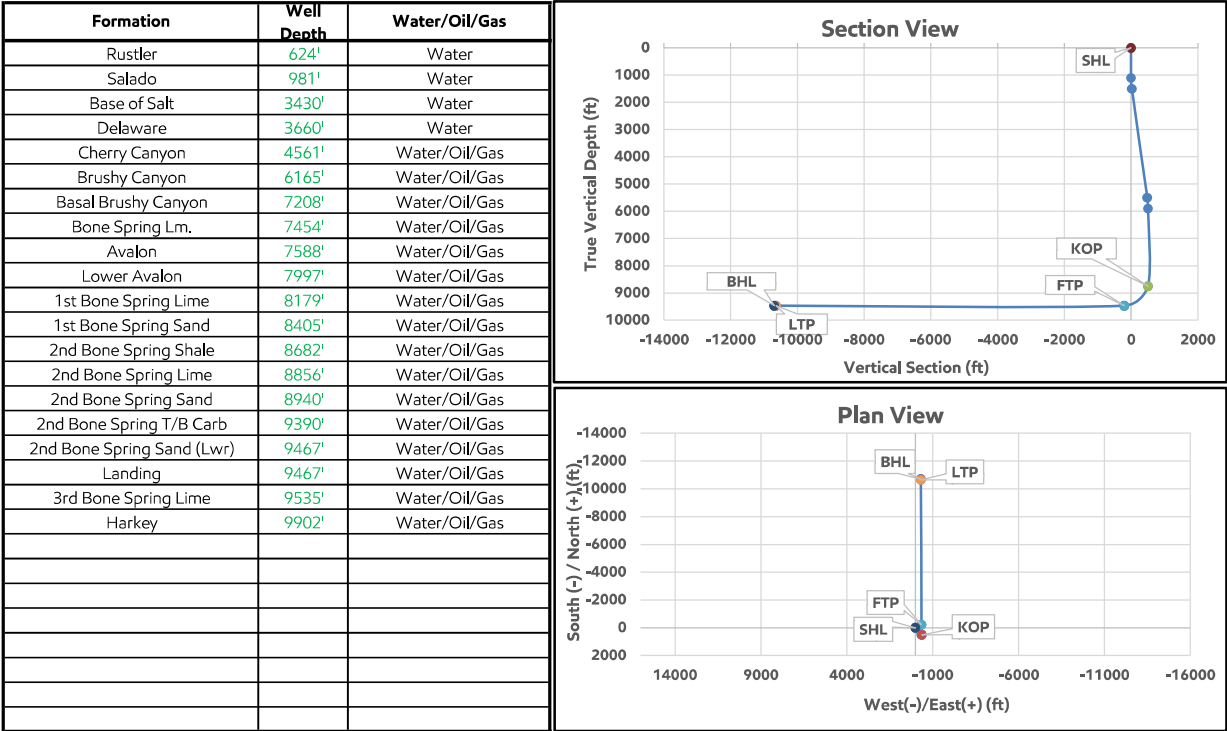 Formation Well Depth Water/Oil/Gas
Rustler 624' Water
Salado 981' Water
Base of Salt 3430' Water
Delaware 3660' Water
Cherry Canyon 4561' Water/Oil/Gas
Brushy Canyon 6165' Water/Oil/Gas
Basal Brushy Canyon 7208' Water/Oil/Gas
Bone Spring Lm. 7454' Water/Oil/Gas
Avalon 7588' Water/Oil/Gas
Lower Avalon 7997' Water/Oil/Gas
1st Bone Spring Lime 8179' Water/Oil/Gas
1st Bone Spring Sand 8405' Water/Oil/Gas
2nd Bone Spring Shale 8682' Water/Oil/Gas
2nd Bone Spring Lime 8856' Water/Oil/Gas
2nd Bone Spring Sand 8940' Water/Oil/Gas
2nd Bone Spring T/B Carb 9390' Water/Oil/Gas
2nd Bone Spring Sand (Lwr) 9467' Water/Oil/Gas
Landing 9467' Water/Oil/Gas
3rd Bone Spring Lime 9535' Water/Oil/Gas
Harkey 9902' Water/Oil/Gas
Section View
True Vertical Depth (ft)
0
1000
2000
3000
4000
5000
6000
7000
8000
9000
10000
SHL
KOP
FTP
BHL
LTP
-14000 -12000 -10000 -8000 -6000 -4000 -2000 0 2000
Vertical Section (ft)
Plan View
South (-) / North (+) (ft)
-14000
-12000
-10000
-8000
-6000
-4000
-2000
0
2000
BHL
LTP
FTP
SHL
KOP
14000 9000 4000 -1000 -6000 -11000 -16000
West(-)/East(+) (ft)